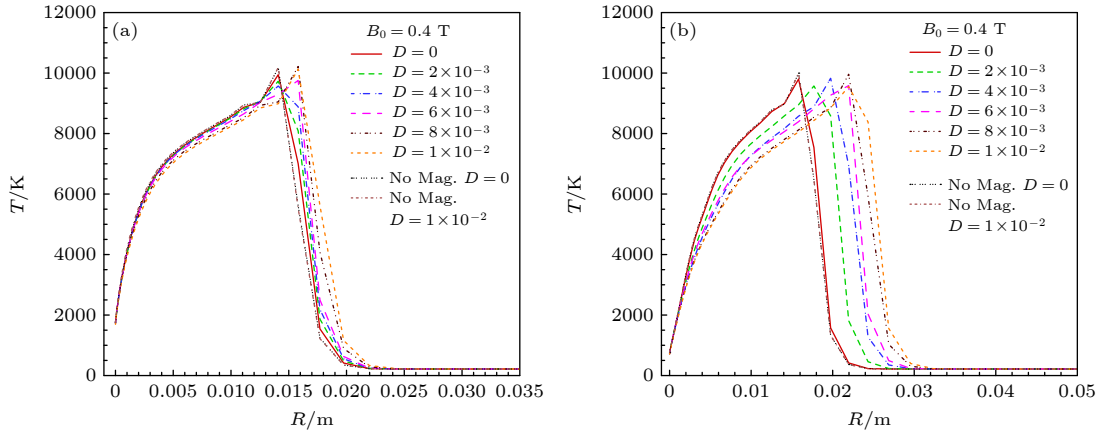 (a)
B₀ = 0.4 T
D = 0
D = 2×10⁻³
D = 4×10⁻³
D = 6×10⁻³
D = 8×10⁻³
D = 1×10⁻²
No Mag. D = 0
No Mag.
D = 1×10⁻²
12000
10000
8000
6000
4000
2000
0
T/K
0 0.005 0.010 0.015 0.020 0.025 0.030 0.035
R/m
(b)
B₀ = 0.4 T
D = 0
D = 2×10⁻³
D = 4×10⁻³
D = 6×10⁻³
D = 8×10⁻³
D = 1×10⁻²
No Mag. D = 0
No Mag.
D = 1×10⁻²
12000
10000
8000
6000
4000
2000
0
T/K
0 0.01 0.02 0.03 0.04 0.05
R/m